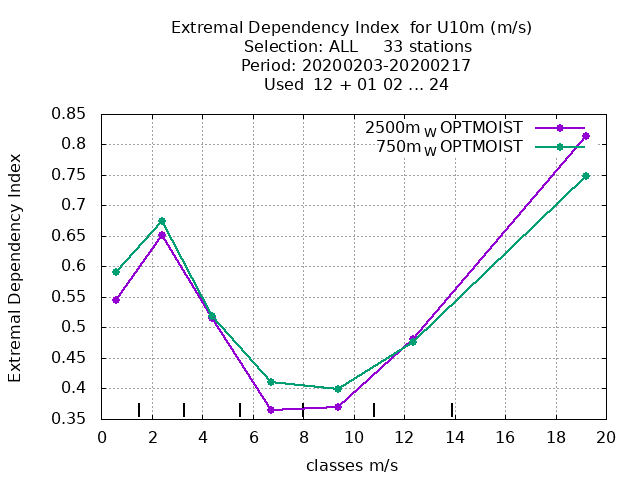 Extremal Dependency Index  for U10m (m/s)
Selection: ALL     33 stations
Period: 20200203-20200217
Used  12 + 01 02 ... 24
2500m W OPTMOIST
750m W OPTMOIST
Extremal Dependency Index
0.85
0.8
0.75
0.7
0.65
0.6
0.55
0.5
0.45
0.4
0.35
0 2 4 6 8 10 12 14 16 18 20
classes m/s